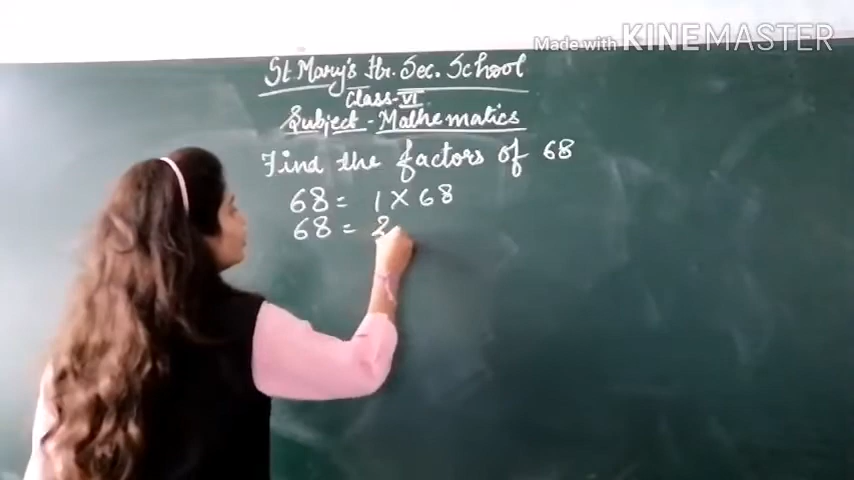 Made with KINEMASTER
St Mary's Hr. Sec. School
Class-VI
Subject - Mathematics
Find the factors of 68
68 = 1 × 68
68 = 2